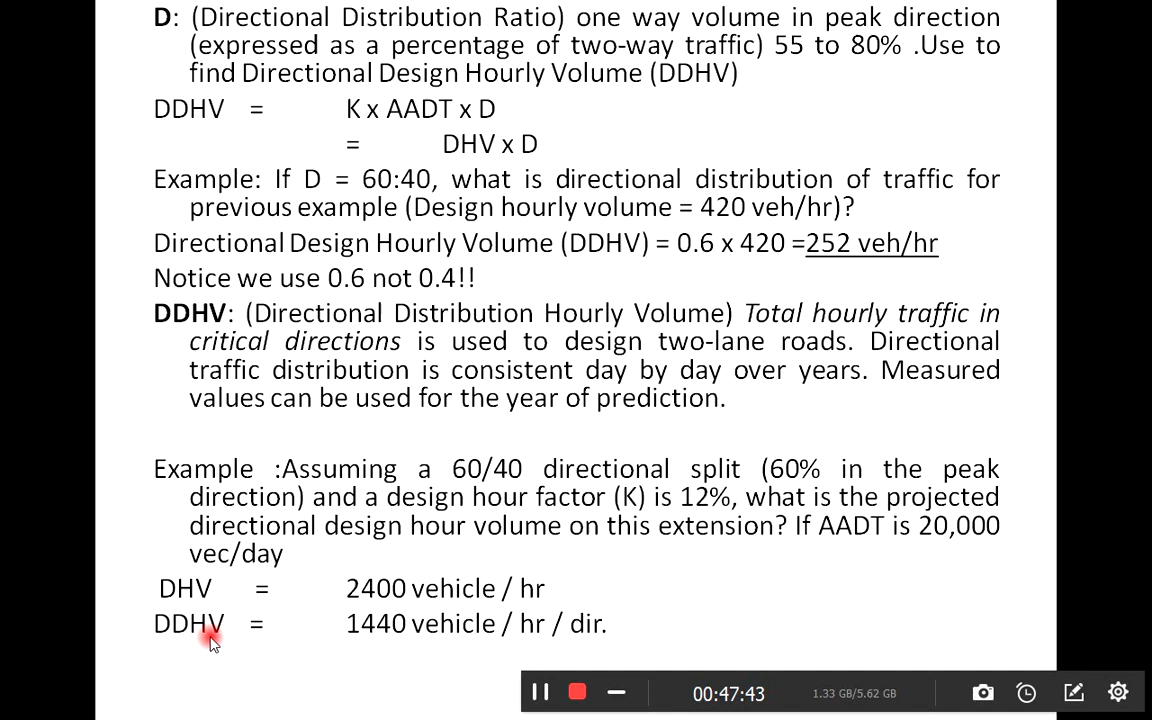 D: (Directional Distribution Ratio) one way volume in peak direction
(expressed as a percentage of two-way traffic) 55 to 80% .Use to
find Directional Design Hourly Volume (DDHV)
DDHV = K x AADT x D
= DHV x D
Example: If D = 60:40, what is directional distribution of traffic for
previous example (Design hourly volume = 420 veh/hr)?
Directional Design Hourly Volume (DDHV) = 0.6 x 420 =252 veh/hr
Notice we use 0.6 not 0.4!!
DDHV: (Directional Distribution Hourly Volume) Total hourly traffic in
critical directions is used to design two-lane roads. Directional
traffic distribution is consistent day by day over years. Measured
values can be used for the year of prediction.
Example :Assuming a 60/40 directional split (60% in the peak
direction) and a design hour factor (K) is 12%, what is the projected
directional design hour volume on this extension? If AADT is 20,000
vec/day
DHV = 2400 vehicle / hr
DDHV = 1440 vehicle / hr / dir.
00:47:43 1.33 GB/5.62 GB